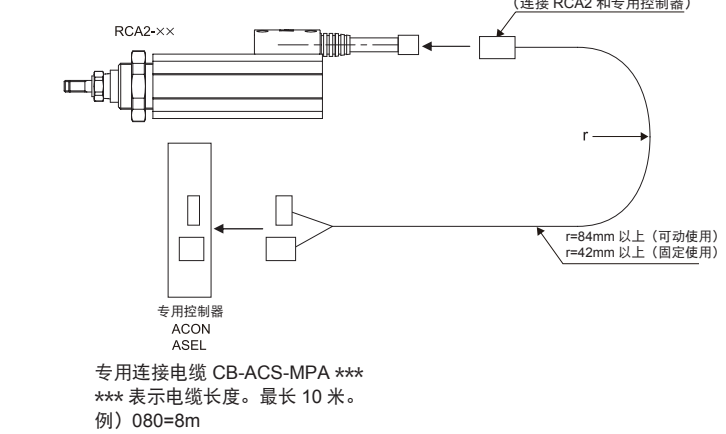 （连接 RCA2 和专用控制器）
RCA2-××
r
r=84mm 以上（可动使用）
r=42mm 以上（固定使用）
专用控制器
ACON
ASEL
专用连接电缆 CB-ACS-MPA ***
*** 表示电缆长度。最长 10 米。
例）080=8m